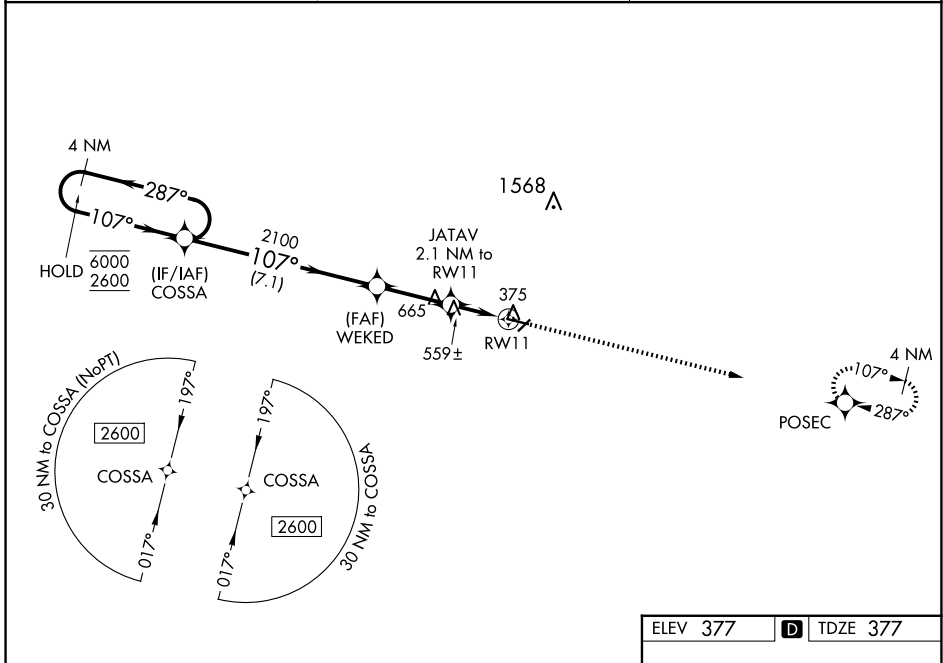 4 NM
287°
107°
HOLD
6000
2600
(IF/IAF)
COSSA
2100
107°
(7.1)
(FAF)
WEKED
JATAV
2.1 NM to
RW11
665
559±
375
RW11
1568
4 NM
107°
287°
POSEC
30 NM to COSSA (NoPT)
197°
2600
COSSA
017°
197°
COSSA
2600
017°
30 NM to COSSA
ELEV 377 D TDZE 377